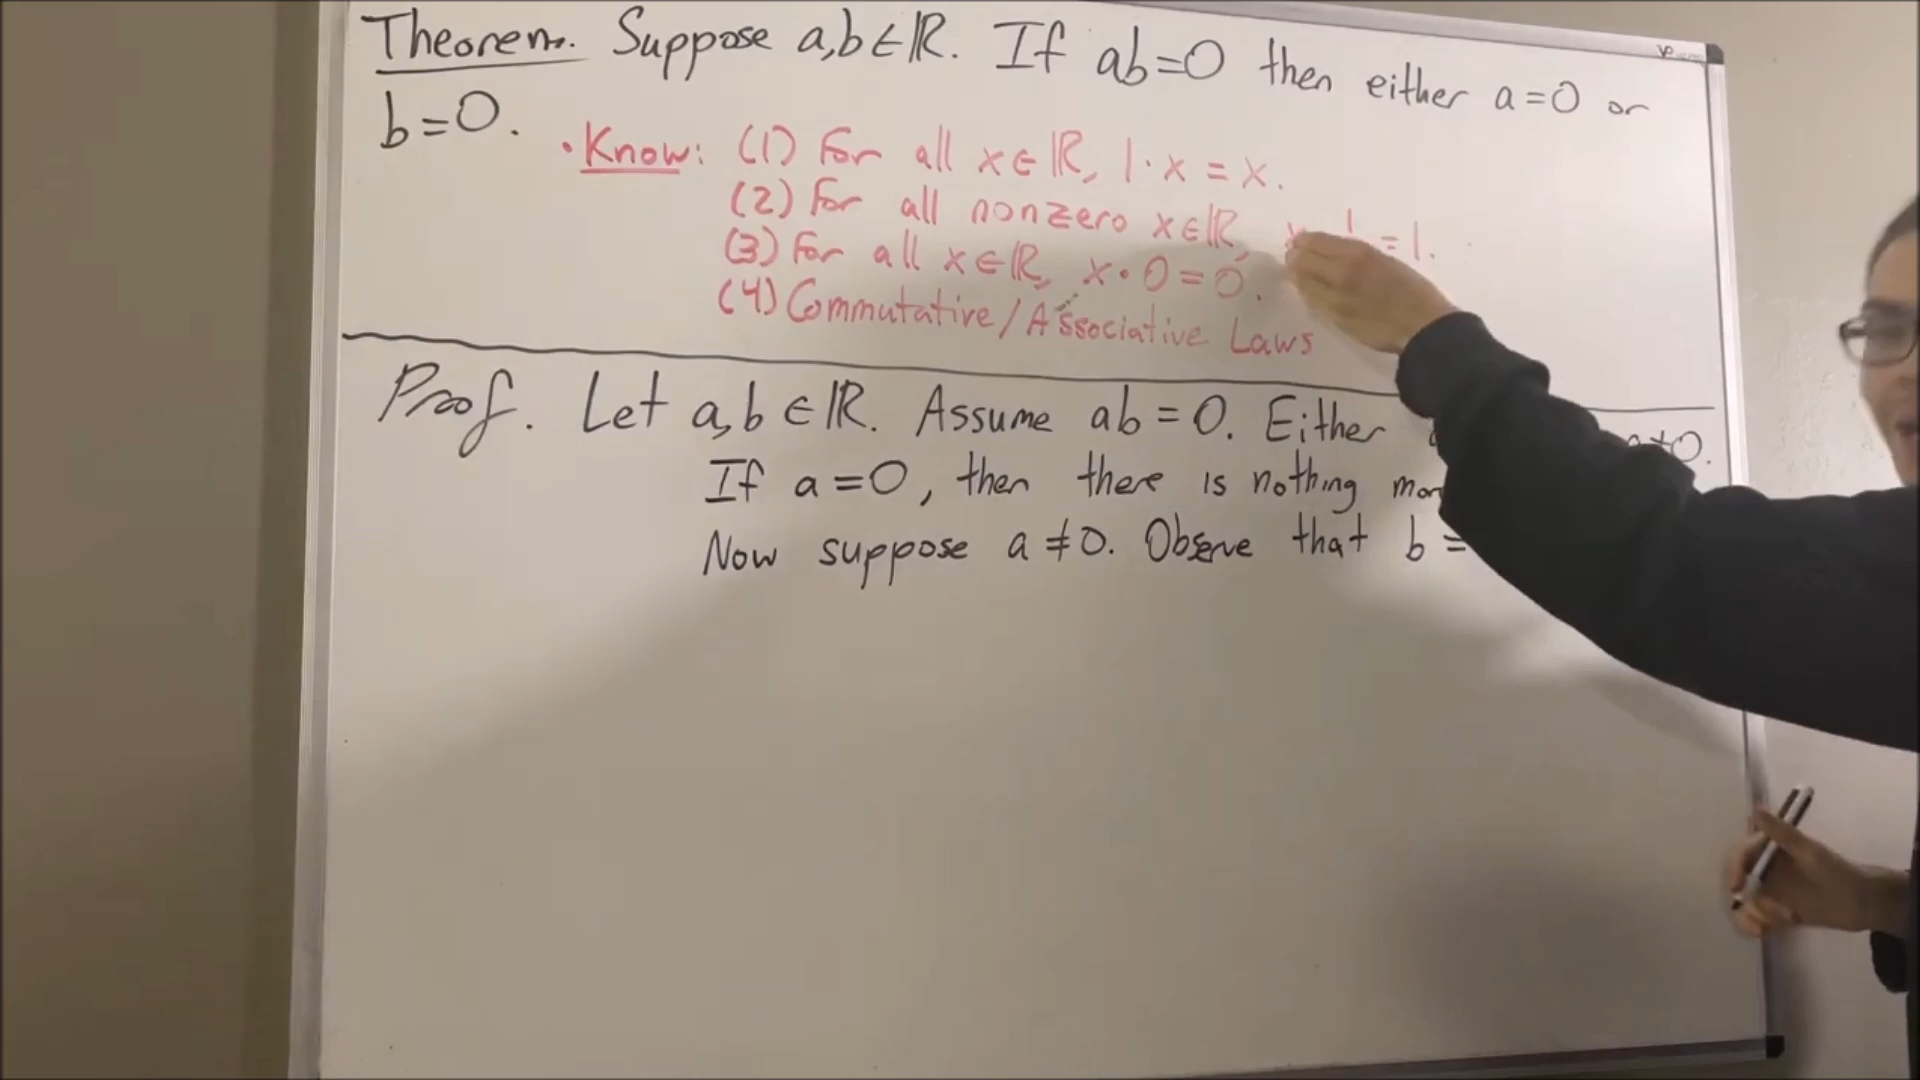 Theorem. Suppose a,b∈ℝ. If ab=0 then either a=0 or
b=0.
• Know: (1) For all x∈ℝ, 1·x = x.
(2) For all nonzero x∈ℝ, = 1.
(3) For all x∈ℝ, x·0=0.
(4) Commutative/Associative Laws
Proof. Let a,b∈ℝ. Assume ab=0. Either a≠0.
If a=0, then there is nothing
Now suppose a≠0. Observe that b =